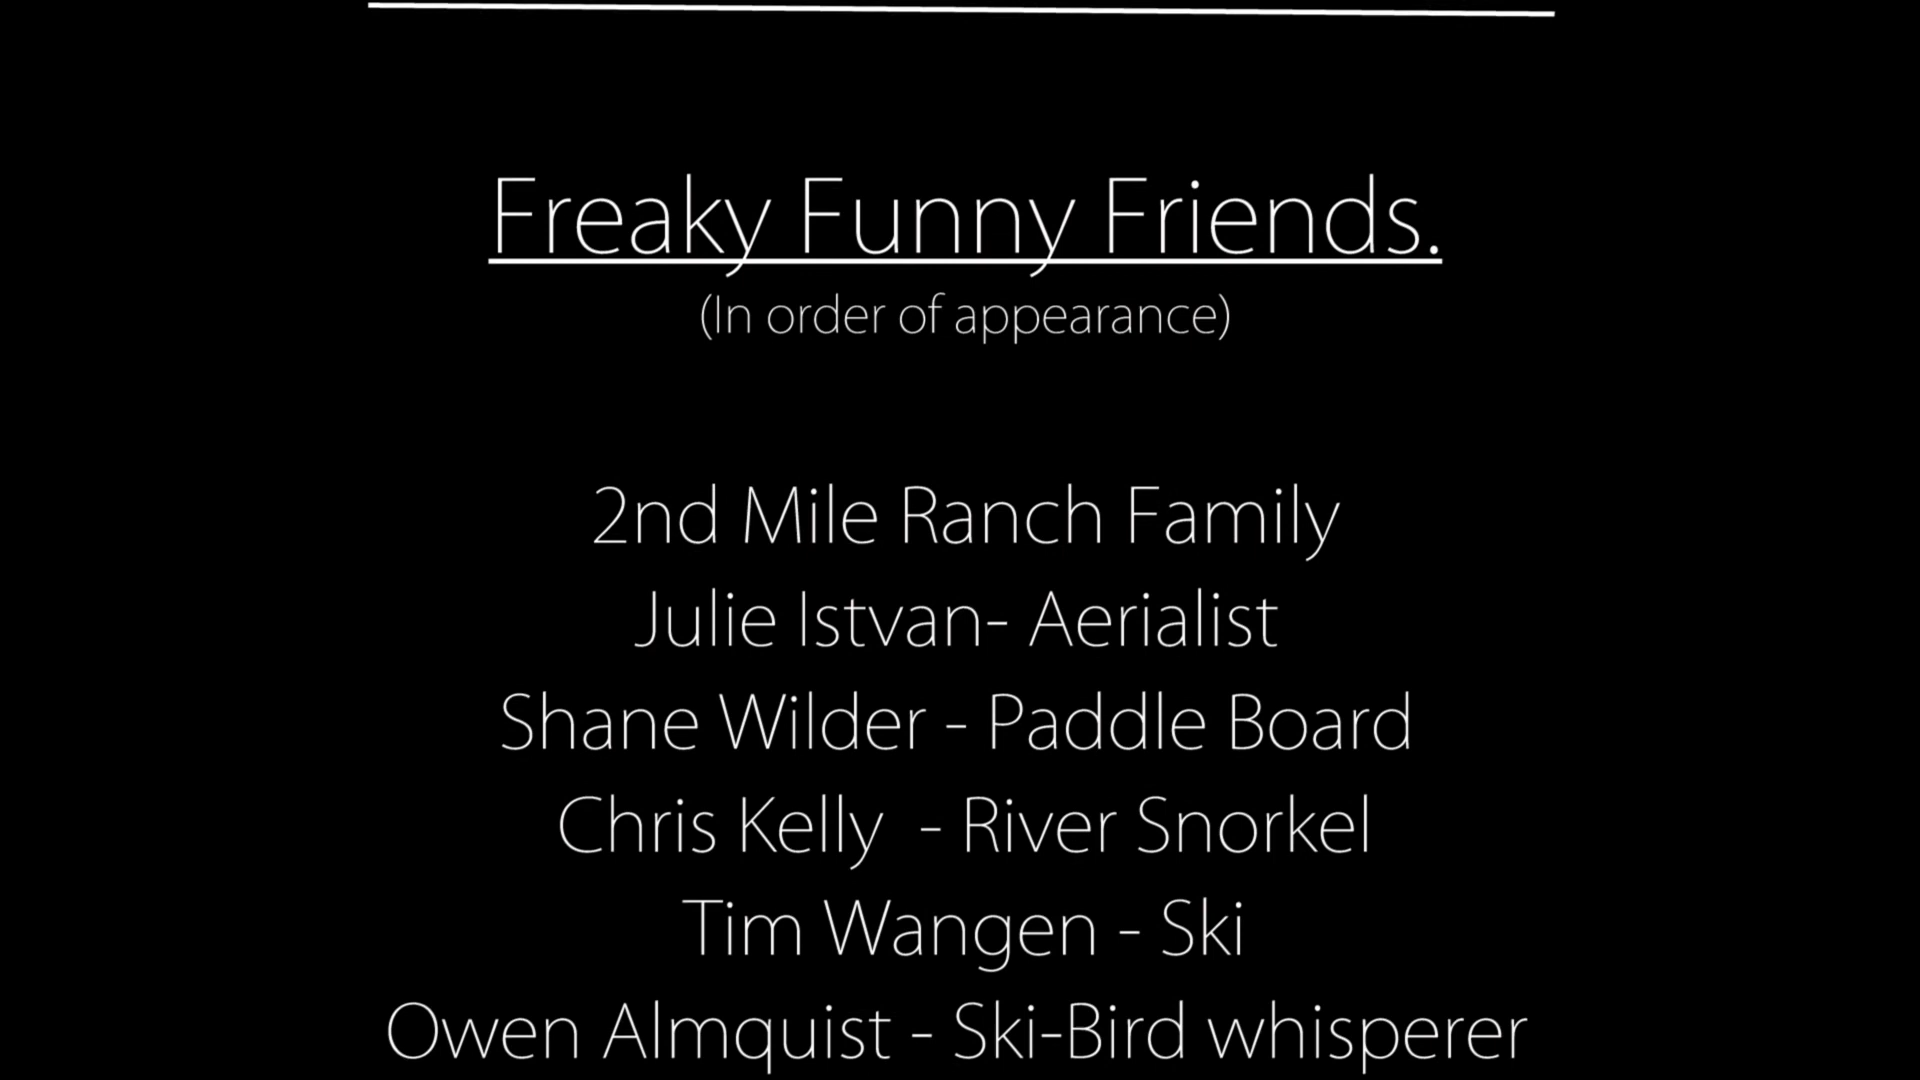 Freaky Funny Friends.
(In order of appearance)
2nd Mile Ranch Family
Julie Istvan- Aerialist
Shane Wilder - Paddle Board
Chris Kelly  - River Snorkel
Tim Wangen - Ski
Owen Almquist - Ski-Bird whisperer